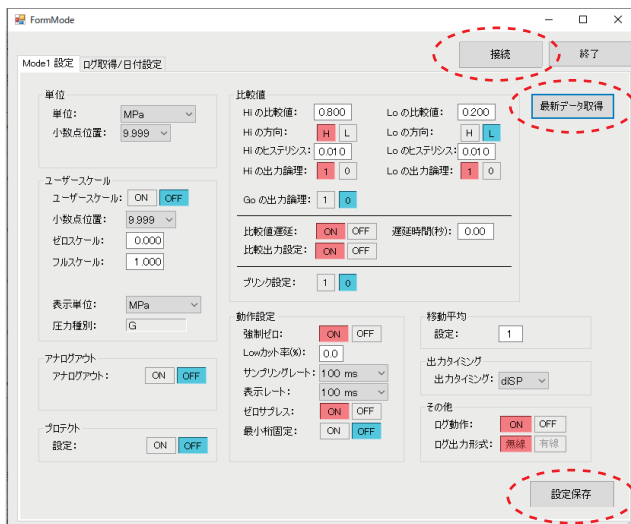 FormMode
接続
終了
Mode1 設定 ログ取得/日付設定
最新データ取得
単位
単位: MPa
小数点位置: 9.999
ユーザースケール
ユーザースケール: ON OFF
小数点位置: 9.999
ゼロスケール: 0.000
フルスケール: 1.000
表示単位: MPa
圧力種別: G
アナログアウト
アナログアウト: ON OFF
プロテクト
設定: ON OFF
比較値
Hi の比較値: 0.800 Lo の比較値: 0.200
Hi の方向: H L Lo の方向: H L
Hi のヒステリシス: 0.010 Lo のヒステリシス: 0.010
Hi の出力論理: 1 0 Lo の出力論理: 1 0
Go の出力論理: 1 0
比較値遅延: ON OFF 遅延時間(秒): 0.00
比較出力設定: ON OFF
ブリンク設定: 1 0
動作設定
強制ゼロ: ON OFF
Lowカット率(%): 0.0
サンプリングレート: 100 ms
表示レート: 100 ms
ゼロサプレス: ON OFF
最小桁固定: ON OFF
移動平均
設定: 1
出力タイミング
出力タイミング: diSP
その他
ログ動作: ON OFF
ログ出力形式: 無線 有線
設定保存